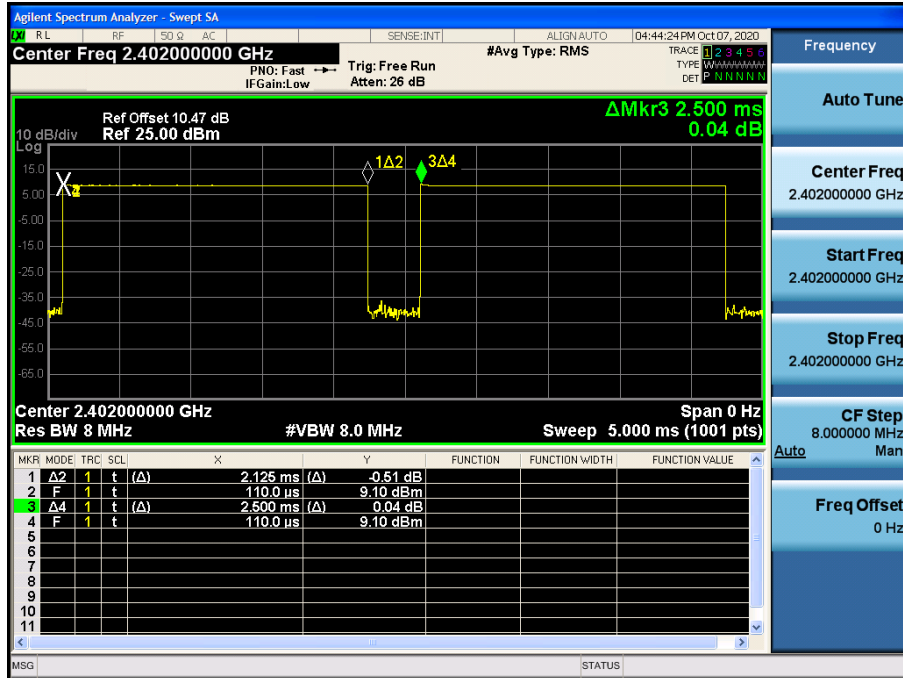 Agilent Spectrum Analyzer - Swept SA
LXI RL RF 50 Ω AC SENSE:INT ALIGNAUTO 04:44:24 PM Oct 07, 2020
Center Freq 2.402000000 GHz
PNO: Fast
IFGain:Low
Trig: Free Run
Atten: 26 dB
#Avg Type: RMS
TRACE 1 2 3 4 5 6
TYPE WWWWWW
DET P N N N N N
Ref Offset 10.47 dB
Ref 25.00 dBm
10 dB/div
Log
ΔMkr3 2.500 ms
0.04 dB
15.0
5.00
-5.00
-15.0
-25.0
-35.0
-45.0
-55.0
-65.0
X
2
1Δ2
3Δ4
Center 2.402000000 GHz
Span 0 Hz
Res BW 8 MHz
#VBW 8.0 MHz
Sweep 5.000 ms (1001 pts)
MKR MODE TRC SCL X Y FUNCTION FUNCTION WIDTH FUNCTION VALUE
1 Δ2 1 t (Δ) 2.125 ms (Δ) -0.51 dB
2 F 1 t 110.0 µs 9.10 dBm
3 Δ4 1 t (Δ) 2.500 ms (Δ) 0.04 dB
4 F 1 t 110.0 µs 9.10 dBm
5
6
7
8
9
10
11
MSG
STATUS
Frequency
Auto Tune
Center Freq
2.402000000 GHz
Start Freq
2.402000000 GHz
Stop Freq
2.402000000 GHz
CF Step
8.000000 MHz
Auto Man
Freq Offset
0 Hz